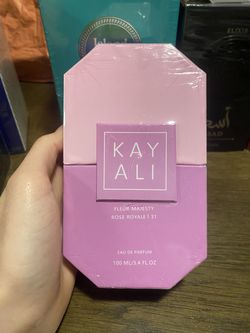 KAY
ALI
FLEUR MAJESTY
ROSE ROYALE | 31
EAU DE PARFUM
100 ML/3.4 FL.OZ